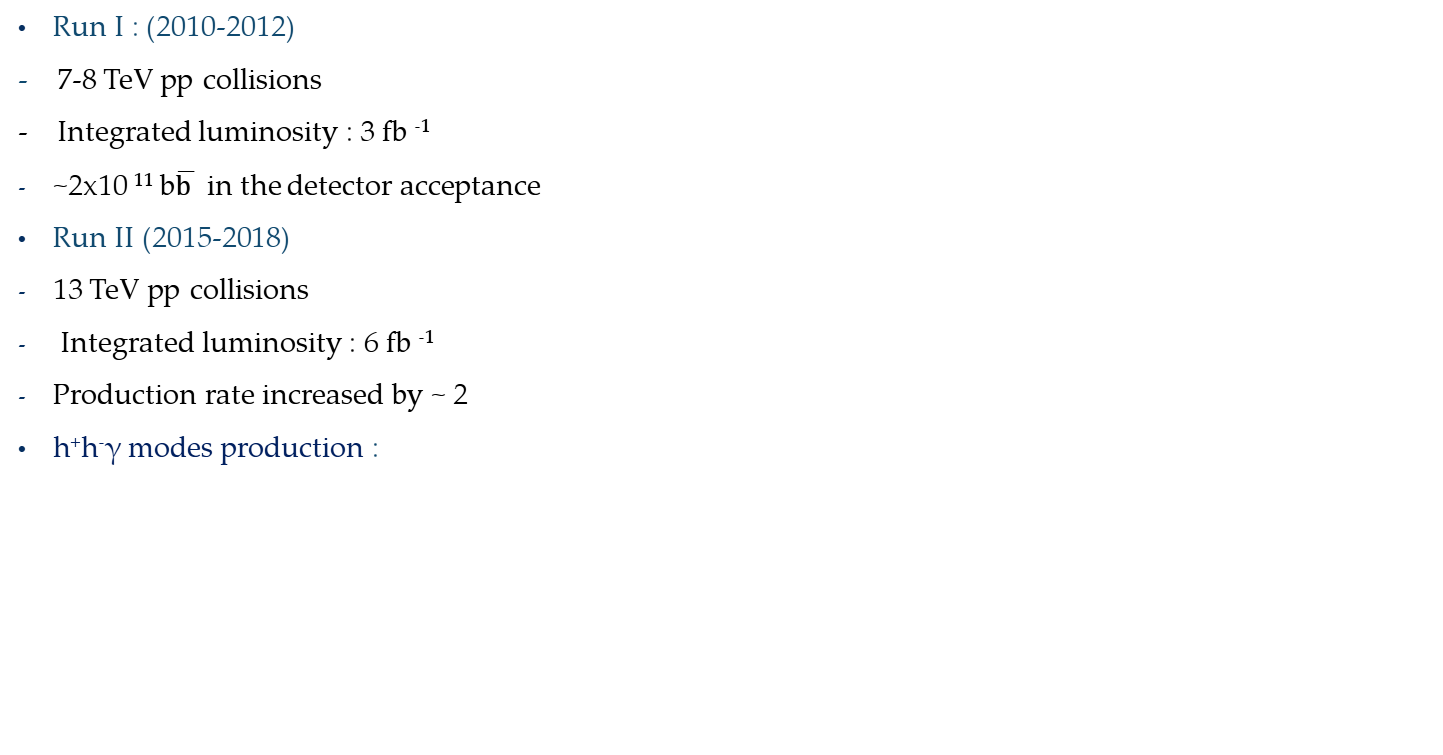 • Run I : (2010-2012)
- 7-8 TeV pp collisions
- Integrated luminosity : 3 fb ⁻¹
- ~2x10 ¹¹ bb̅ in the detector acceptance
• Run II (2015-2018)
- 13 TeV pp collisions
- Integrated luminosity : 6 fb ⁻¹
- Production rate increased by ~ 2
• h⁺h⁻γ modes production :